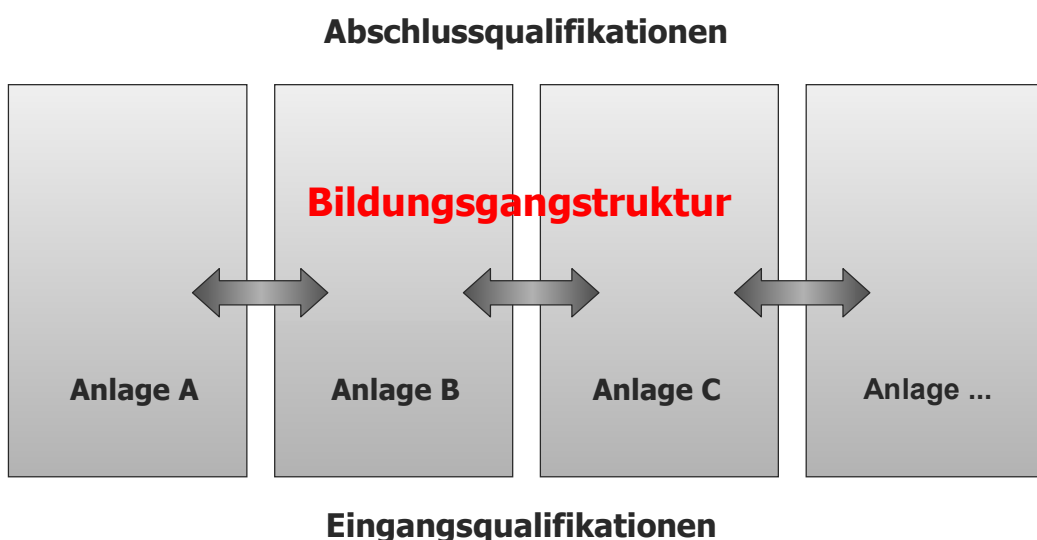 Abschlussqualifikationen
Bildungsgangstruktur
Anlage A
Anlage B
Anlage C
Anlage ...
Eingangsqualifikationen